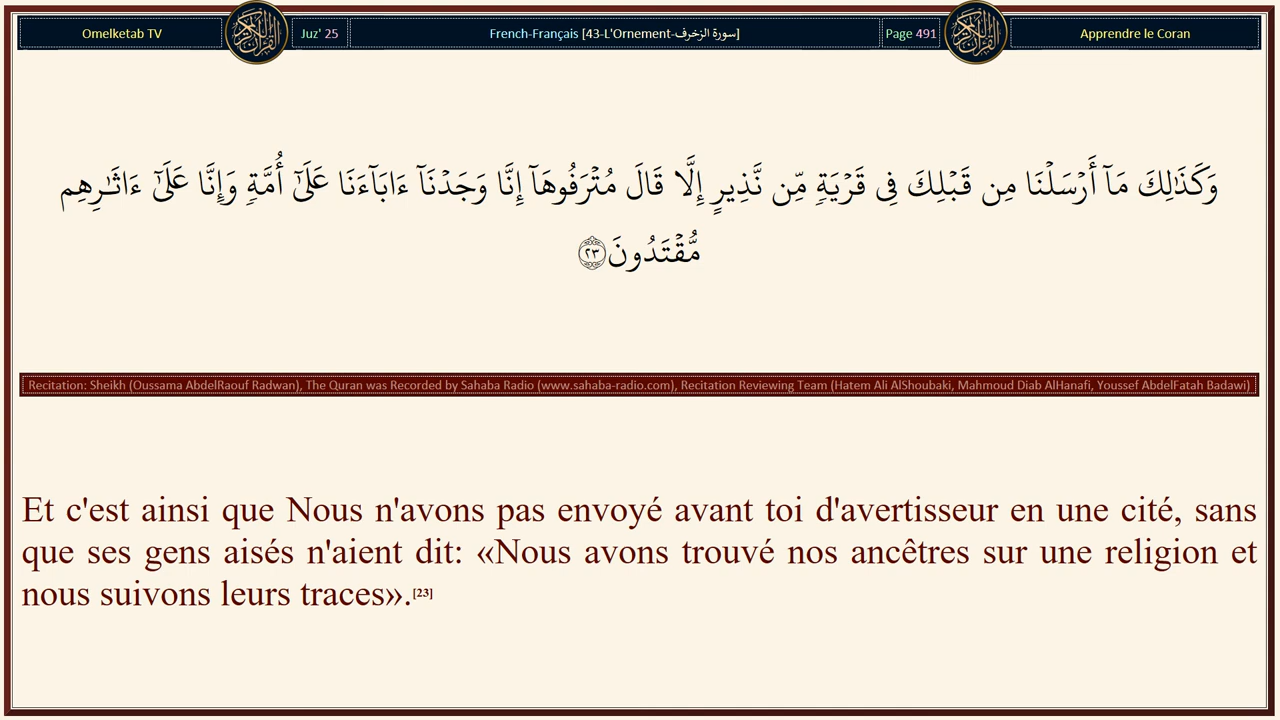 Omelketab TV
Juz' 25
French-Français [43-L'Ornement-سورة الزخرف]
Page 491
Apprendre le Coran
وَكَذَٰلِكَ مَآ أَرْسَلْنَا مِن قَبْلِكَ فِى قَرْيَةٍ مِّن نَّذِيرٍ إِلَّا قَالَ مُتْرَفُوهَآ إِنَّا وَجَدْنَآ ءَابَآءَنَا عَلَىٰٓ أُمَّةٍ وَإِنَّا عَلَىٰٓ ءَاثَـٰرِهِم
مُّقْتَدُونَ ٢٣
Recitation: Sheikh (Oussama AbdelRaouf Radwan), The Quran was Recorded by Sahaba Radio (www.sahaba-radio.com), Recitation Reviewing Team (Hatem Ali AlShoubaki, Mahmoud Diab AlHanafi, Youssef AbdelFatah Badawi)
Et c'est ainsi que Nous n'avons pas envoyé avant toi d'avertisseur en une cité, sans
que ses gens aisés n'aient dit: «Nous avons trouvé nos ancêtres sur une religion et
nous suivons leurs traces».[23]